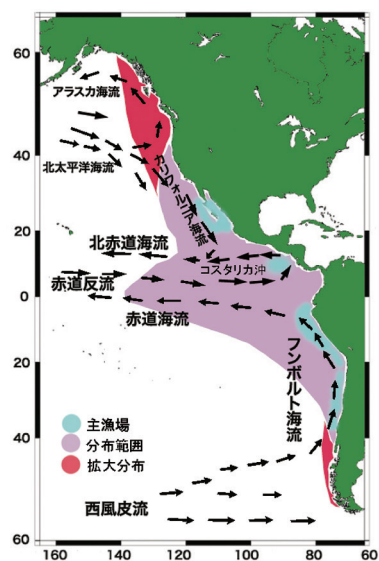 60
アラスカ海流
40
北太平洋海流
カリフォルニア海流
20
北赤道海流
コスタリカ沖
赤道反流
0
赤道海流
フンボルト海流
20
主漁場
分布範囲
40
拡大分布
西風皮流
60
160
140
120
100
80
60